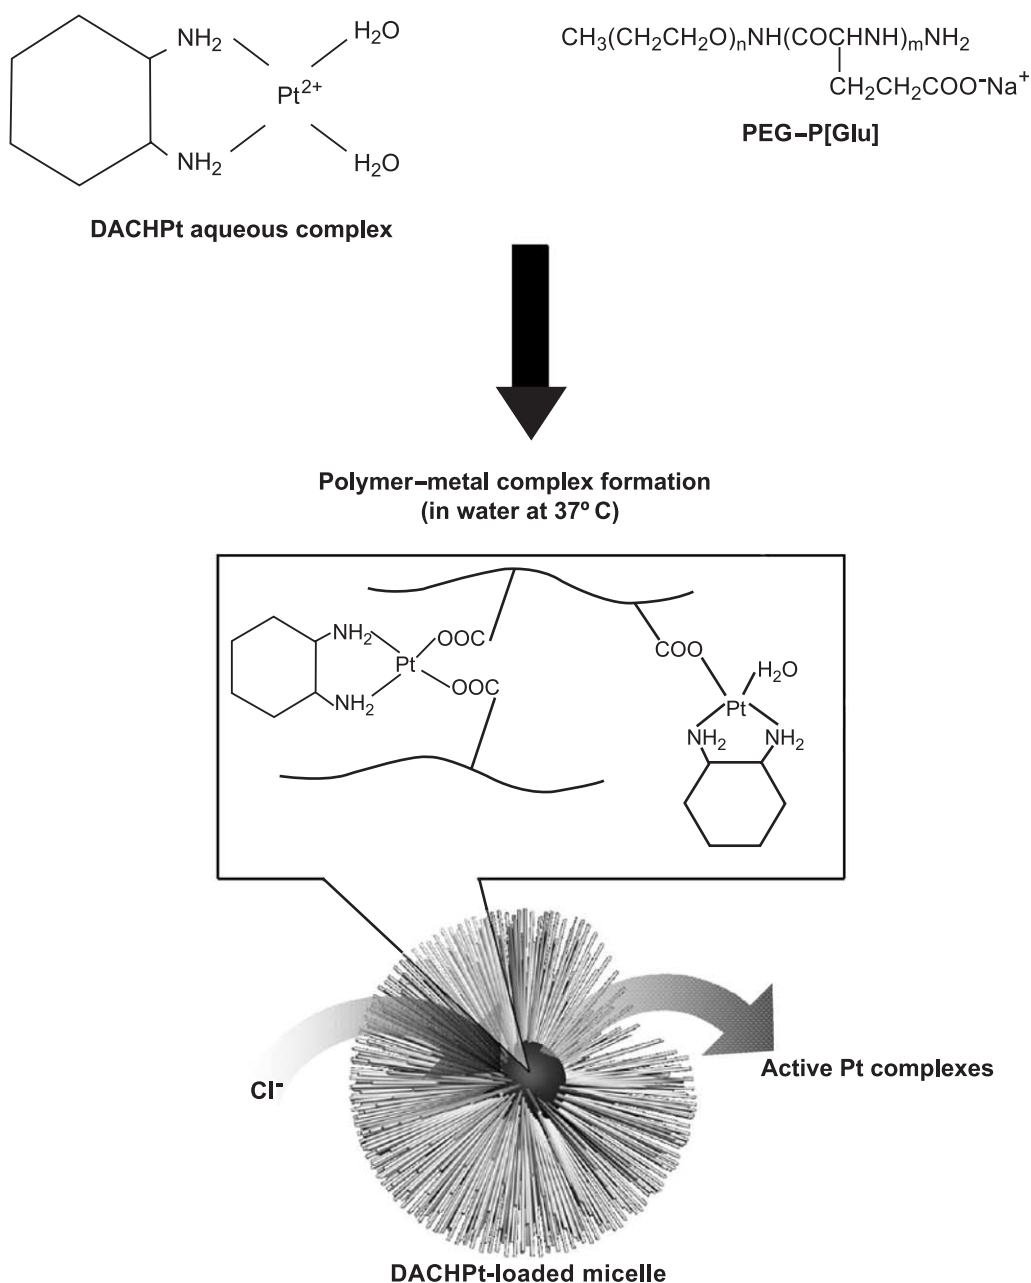 NH₂
H₂O
Pt²⁺
NH₂
H₂O
DACHPt aqueous complex
CH₃(CH₂CH₂O)ₙNH(COCHNH)ₘNH₂
CH₂CH₂COO⁻Na⁺
PEG–P[Glu]
Polymer–metal complex formation
(in water at 37º C)
NH₂
OOC
Pt
OOC
NH₂
COO
H₂O
Pt
NH₂
NH₂
Cl⁻
Active Pt complexes
DACHPt-loaded micelle